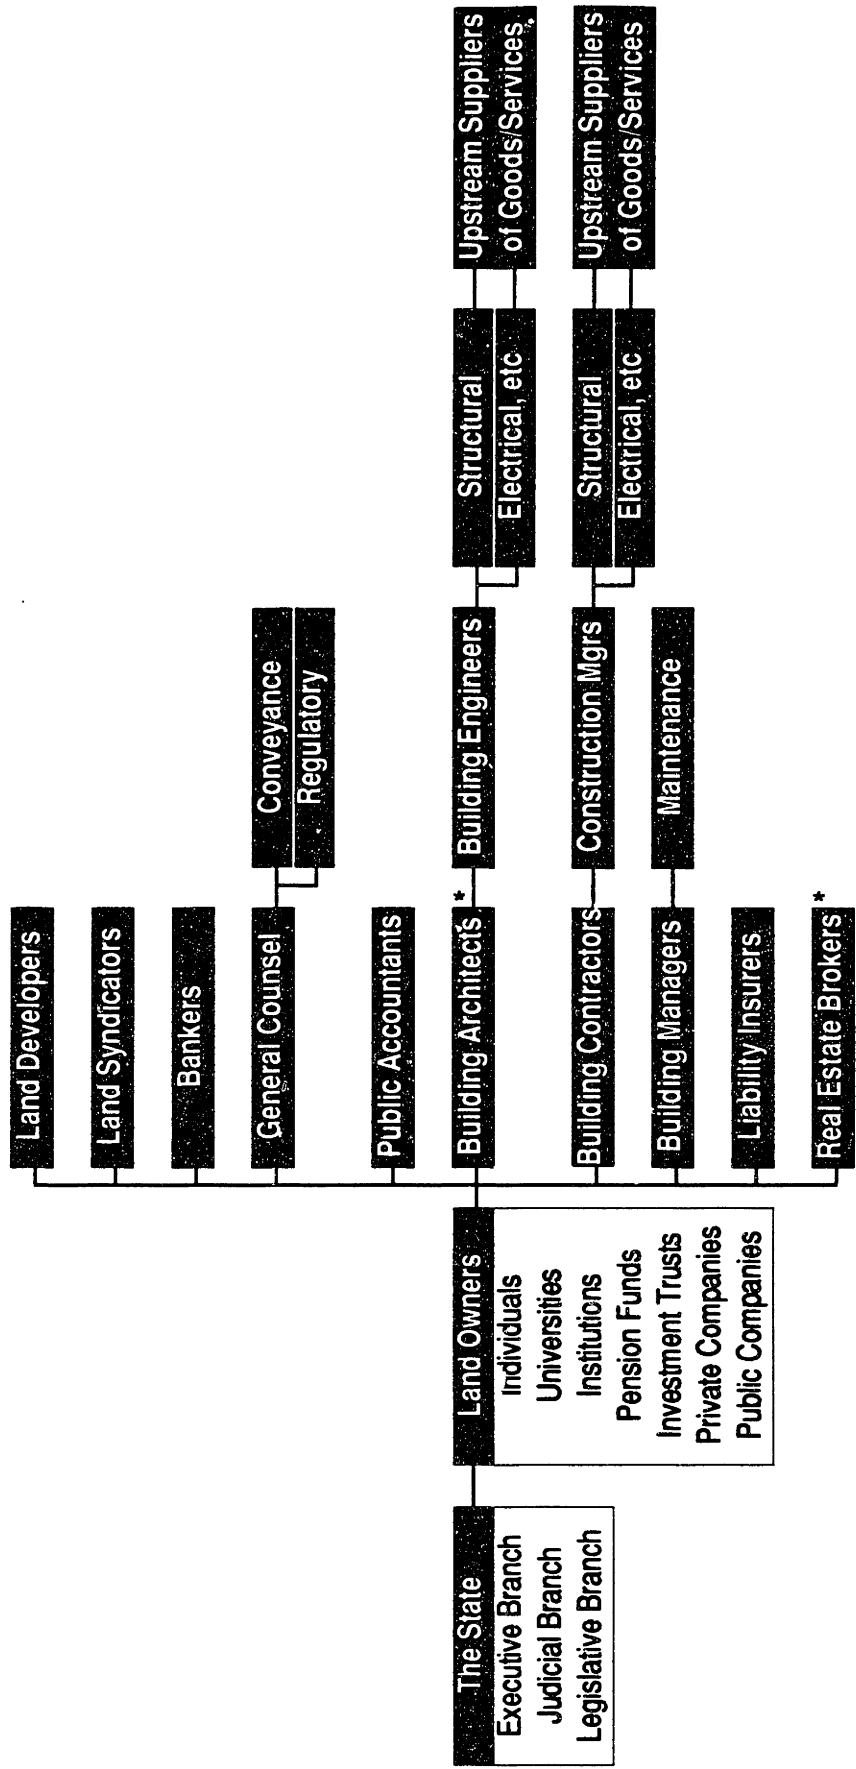 The State
Executive Branch
Judicial Branch
Legislative Branch
Land Owners
Individuals
Universities
Institutions
Pension Funds
Investment Trusts
Private Companies
Public Companies
Land Developers
Land Syndicators
Bankers
General Counsel
Conveyance
Regulatory
Public Accountants
Building Architects *
Building Engineers
Structural
Electrical, etc
Upstream Suppliers
of Goods/Services
Building Contractors
Construction Mgrs
Structural
Electrical, etc
Upstream Suppliers
of Goods/Services
Building Managers
Maintenance
Liability Insurers
Real Estate Brokers *